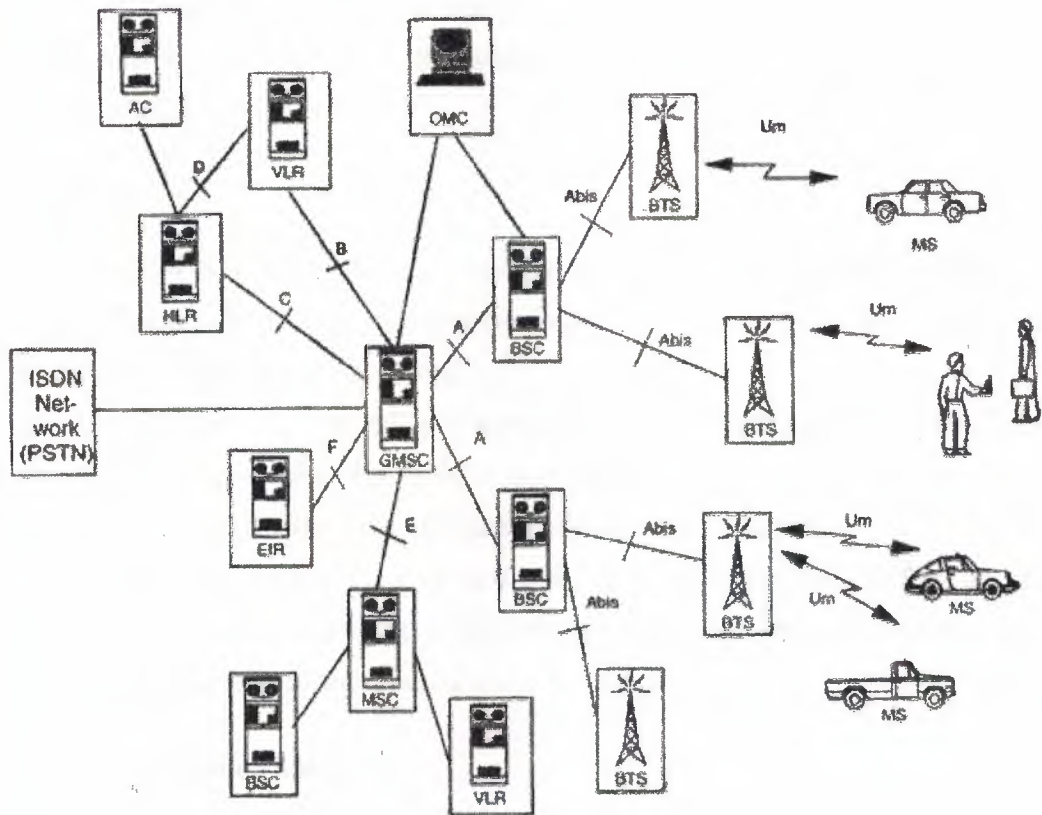 AC
VLR
OMC
Um
D
Abis
BTS
MS
HLR
B
C
A
BSC
Abis
Um
BTS
ISDN
Net-
work
(PSTN)
GMSC
F
A
EIR
E
BSC
Abis
Um
BTS
Um
MS
Abis
MSC
BSC
VLR
BTS
MS